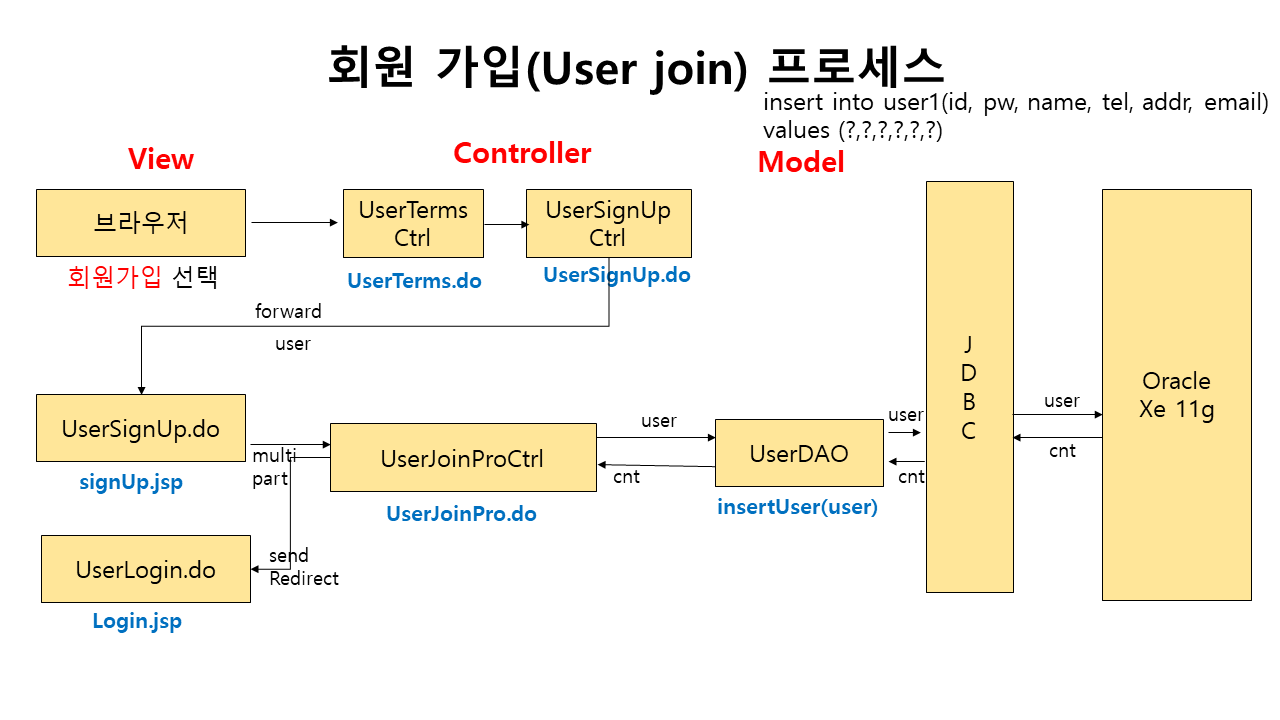 회원 가입(User join) 프로세스
insert into user1(id, pw, name, tel, addr, email)
values (?,?,?,?,?,?)
View
Controller
Model
브라우저
회원가입 선택
UserTerms
Ctrl
UserTerms.do
UserSignUp
Ctrl
UserSignUp.do
forward
user
UserSignUp.do
signUp.jsp
multi
part
UserJoinProCtrl
UserJoinPro.do
user
cnt
UserDAO
insertUser(user)
user
cnt
J
D
B
C
user
cnt
Oracle
Xe 11g
UserLogin.do
Login.jsp
send
Redirect